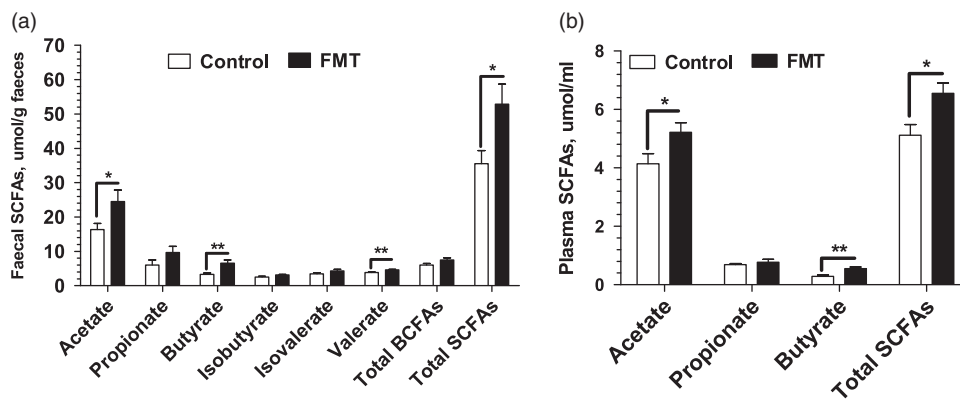 (a)
Faecal SCFAs, umol/g faeces
70
60
50
40
30
20
10
0
Control FMT
*
**
**
*
Acetate
Propionate
Butyrate
Isobutyrate
Isovalerate
Valerate
Total BCFAs
Total SCFAs
(b)
Plasma SCFAs, umol/ml
8
6
4
2
0
Control FMT
*
**
*
Acetate
Propionate
Butyrate
Total SCFAs